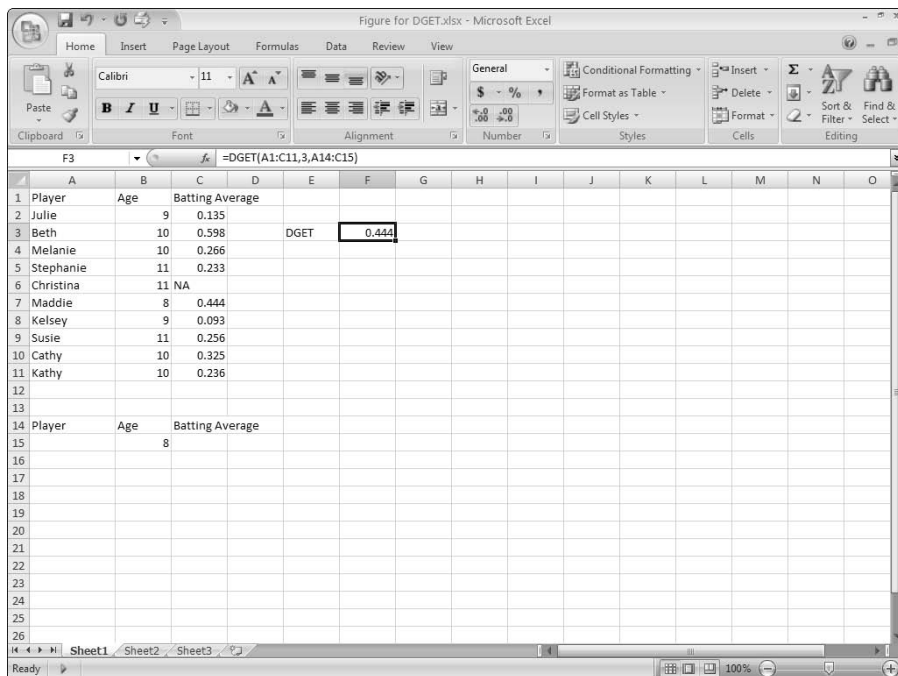 Figure for DGET.xlsx - Microsoft Excel
Home Insert Page Layout Formulas Data Review View
Paste
Calibri 11 A A
B I U A
General
$ % ,
.0 .00 .00 .0
Conditional Formatting
Format as Table
Cell Styles
Insert
Delete
Format
Σ
Sort & Filter
Find & Select
Clipboard Font Alignment Number Styles Cells Editing
F3 fx =DGET(A1:C11,3,A14:C15)
A B C D E F G H I J K L M N O
1 Player Age Batting Average
2 Julie 9 0.135
3 Beth 10 0.598 DGET 0.444
4 Melanie 10 0.266
5 Stephanie 11 0.233
6 Christina 11 NA
7 Maddie 8 0.444
8 Kelsey 9 0.093
9 Susie 11 0.256
10 Cathy 10 0.325
11 Kathy 10 0.236
12
13
14 Player Age Batting Average
15 8
16
17
18
19
20
21
22
23
24
25
26
Sheet1 Sheet2 Sheet3
Ready 100%